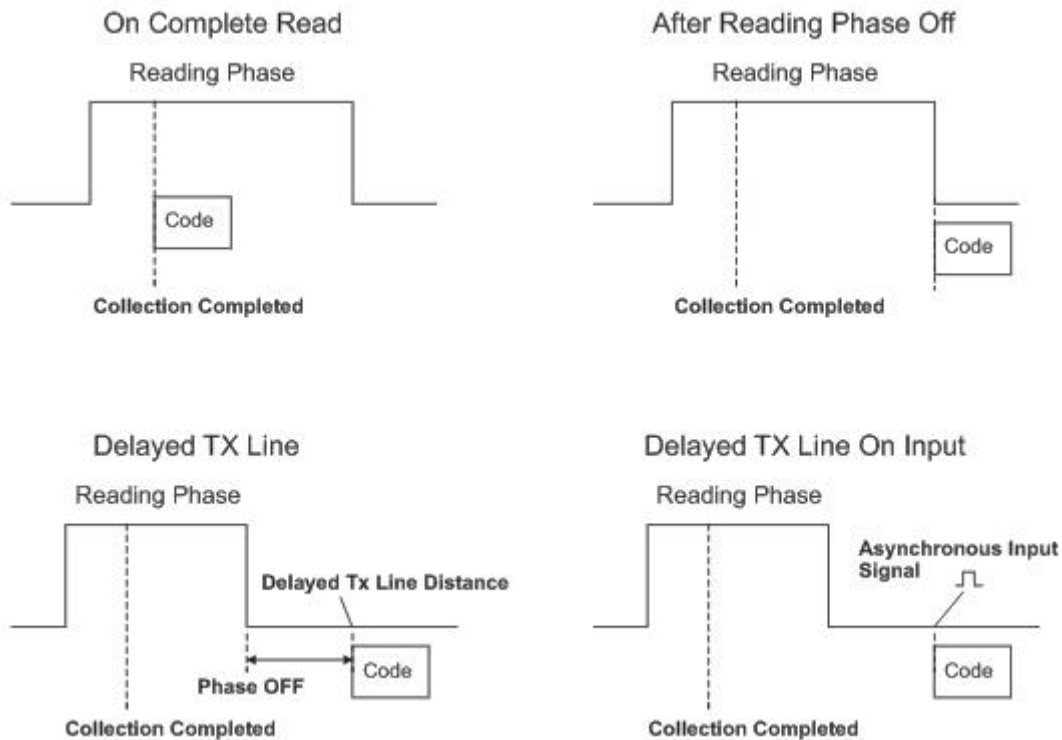 On Complete Read
Reading Phase
Code
Collection Completed
After Reading Phase Off
Reading Phase
Code
Collection Completed
Delayed TX Line
Reading Phase
Delayed Tx Line Distance
Code
Phase OFF
Collection Completed
Delayed TX Line On Input
Reading Phase
Asynchronous Input
Signal
Code
Collection Completed